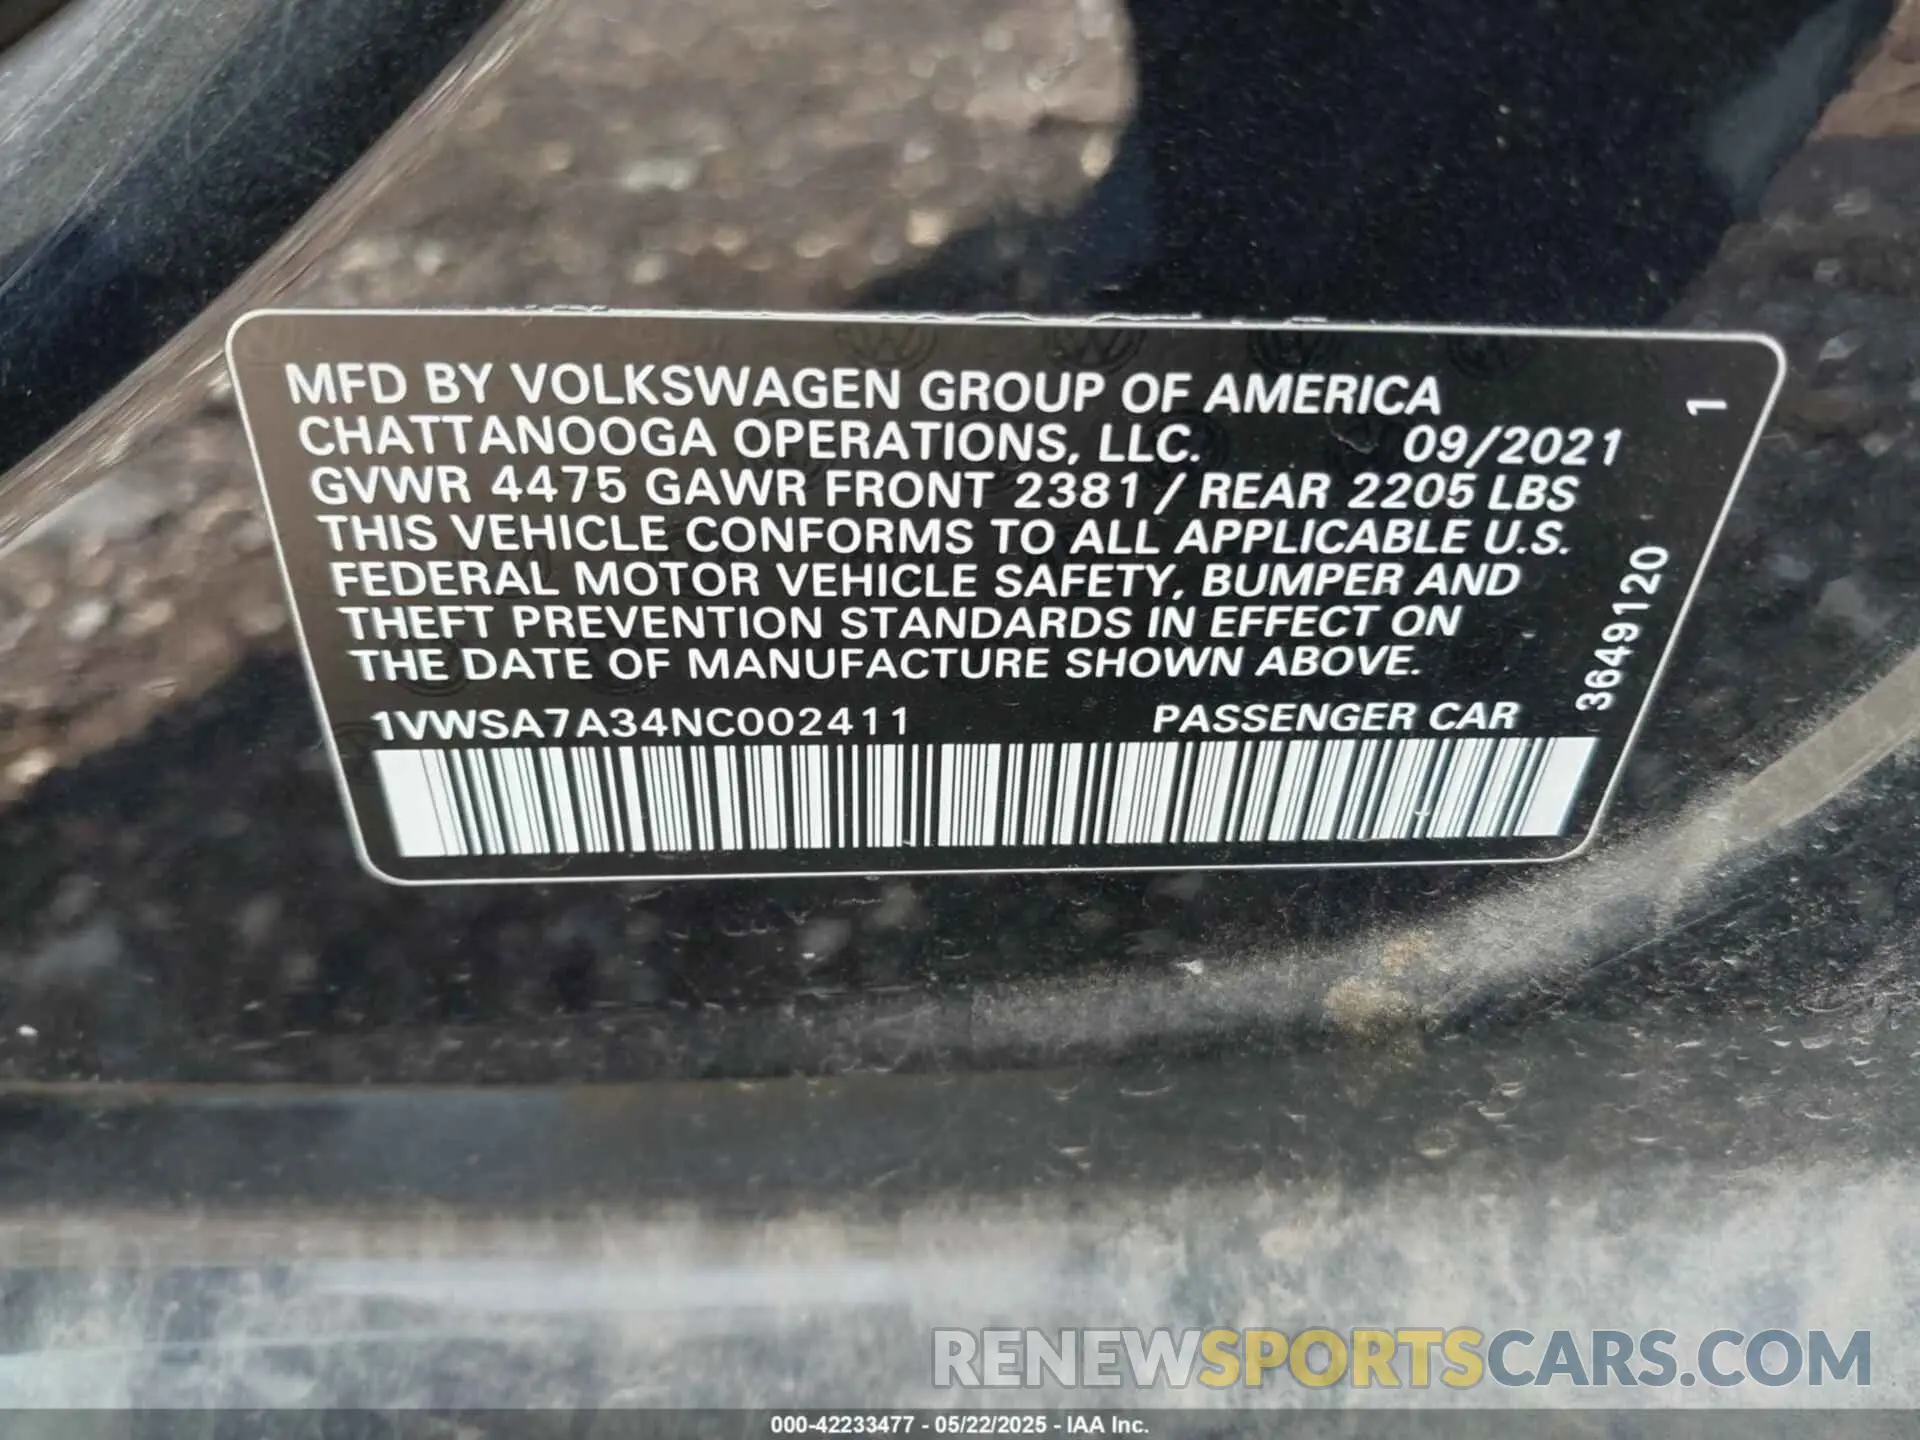 MFD BY VOLKSWAGEN GROUP OF AMERICA
CHATTANOOGA OPERATIONS, LLC. 09/2021
GVWR 4475 GAWR FRONT 2381 / REAR 2205 LBS
THIS VEHICLE CONFORMS TO ALL APPLICABLE U.S.
FEDERAL MOTOR VEHICLE SAFETY, BUMPER AND
THEFT PREVENTION STANDARDS IN EFFECT ON
THE DATE OF MANUFACTURE SHOWN ABOVE.
1VWSA7A34NC002411 PASSENGER CAR
3649120
1
RENEWSPORTSCARS.COM
000-42233477 - 05/22/2025 - IAA Inc.